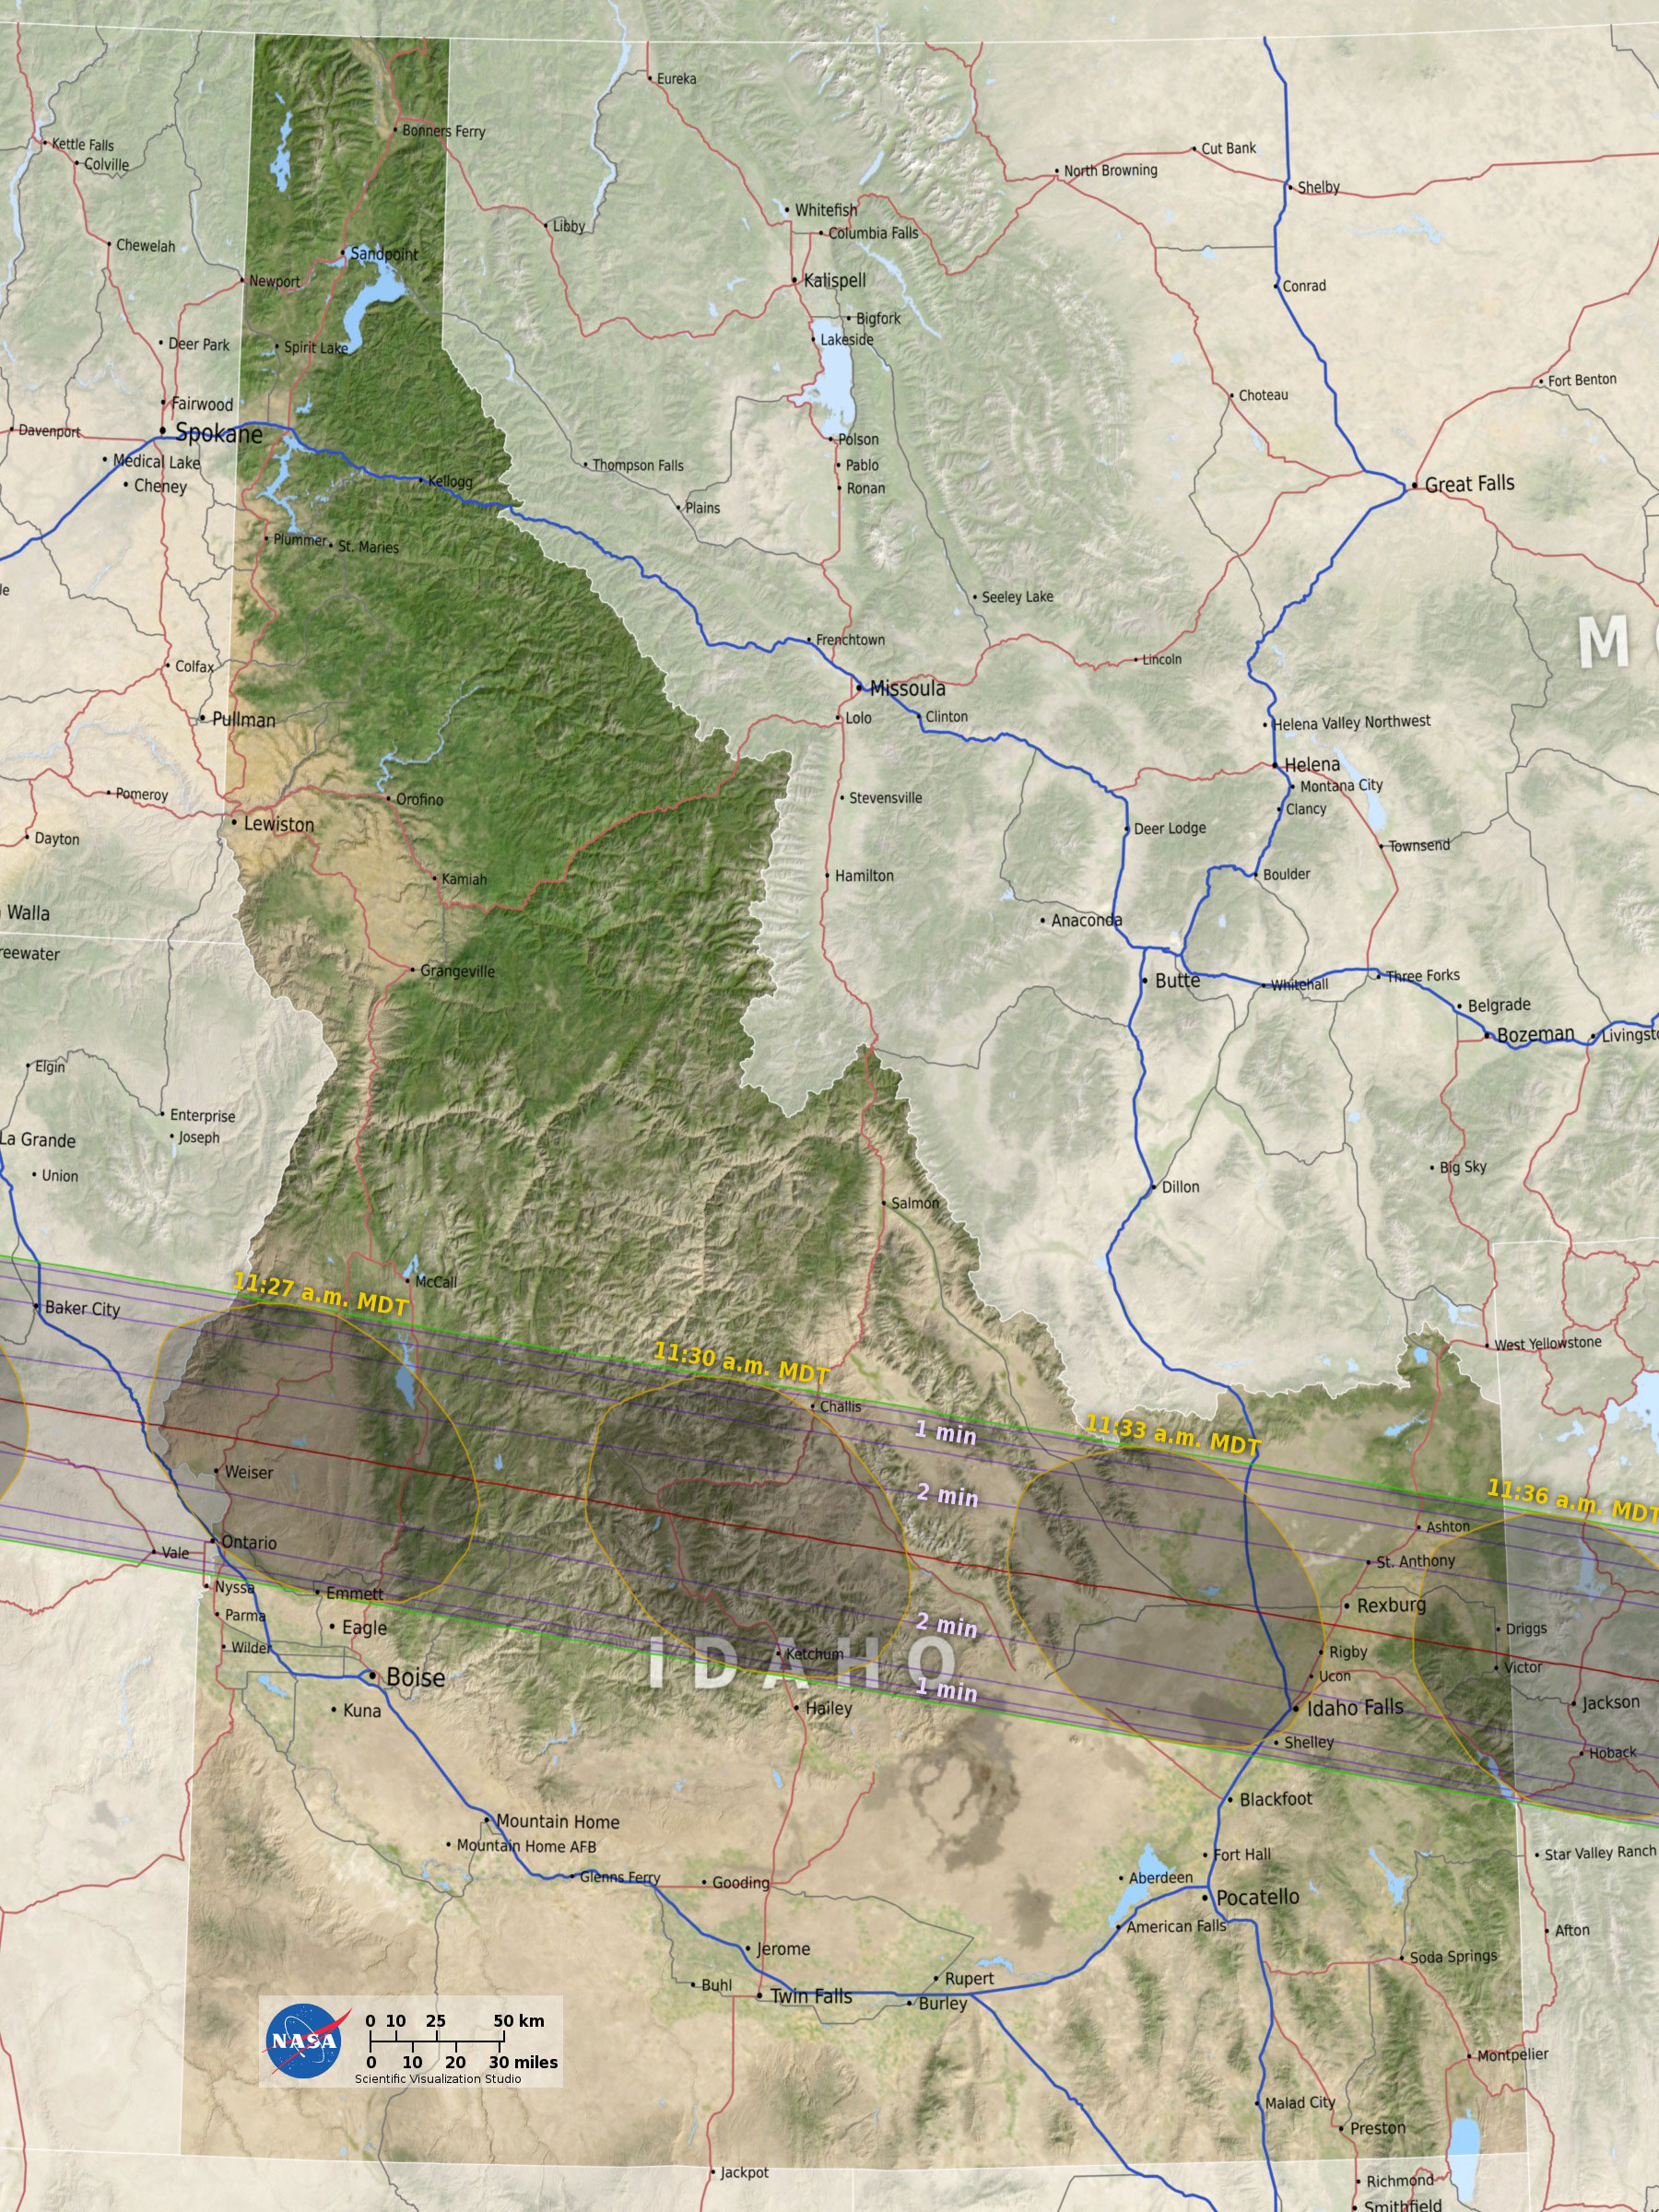 Eureka
Bonners Ferry
Kettle Falls
Colville
Cut Bank
North Browning
Shelby
Whitefish
Columbia Falls
Libby
Chewelah
Sandpoint
Newport
Kalispell
Conrad
Bigfork
Lakeside
Deer Park
Spirit Lake
Fort Benton
Choteau
Fairwood
Davenport
Spokane
Polson
Medical Lake
Thompson Falls
Pablo
Kellogg
Cheney
Ronan
Great Falls
Plains
Plummer
St. Maries
le
Seeley Lake
Frenchtown
M
Lincoln
Colfax
Missoula
Pullman
Lolo
Clinton
Helena Valley Northwest
Helena
Montana City
Pomeroy
Orofino
Stevensville
Clancy
Lewiston
Deer Lodge
Dayton
Townsend
Kamiah
Hamilton
Boulder
Walla
Anaconda
reewater
Grangeville
Butte
Whitehall
Three Forks
Belgrade
Bozeman
Livingst
Elgin
Enterprise
La Grande
Joseph
Union
Big Sky
Dillon
Salmon
11:27 a.m. MDT
McCall
Baker City
West Yellowstone
11:30 a.m. MDT
Challis
1 min
11:33 a.m. MDT
Weiser
2 min
11:36 a.m. MDT
Ashton
Ontario
Vale
St. Anthony
Nyssa
Emmett
Rexburg
Parma
Eagle
2 min
Driggs
Wilder
Ketchum
IDAHO
Rigby
Victor
Boise
Ucon
1 min
Kuna
Hailey
Idaho Falls
Jackson
Shelley
Hoback
Blackfoot
Mountain Home
Mountain Home AFB
Fort Hall
Star Valley Ranch
Glenns Ferry
Gooding
Aberdeen
Pocatello
American Falls
Afton
Jerome
Soda Springs
Buhl
Rupert
Twin Falls
Burley
0 10 25 50 km
NASA
0 10 20 30 miles
Scientific Visualization Studio
Montpelier
Malad City
Preston
Jackpot
Richmond
Smithfield